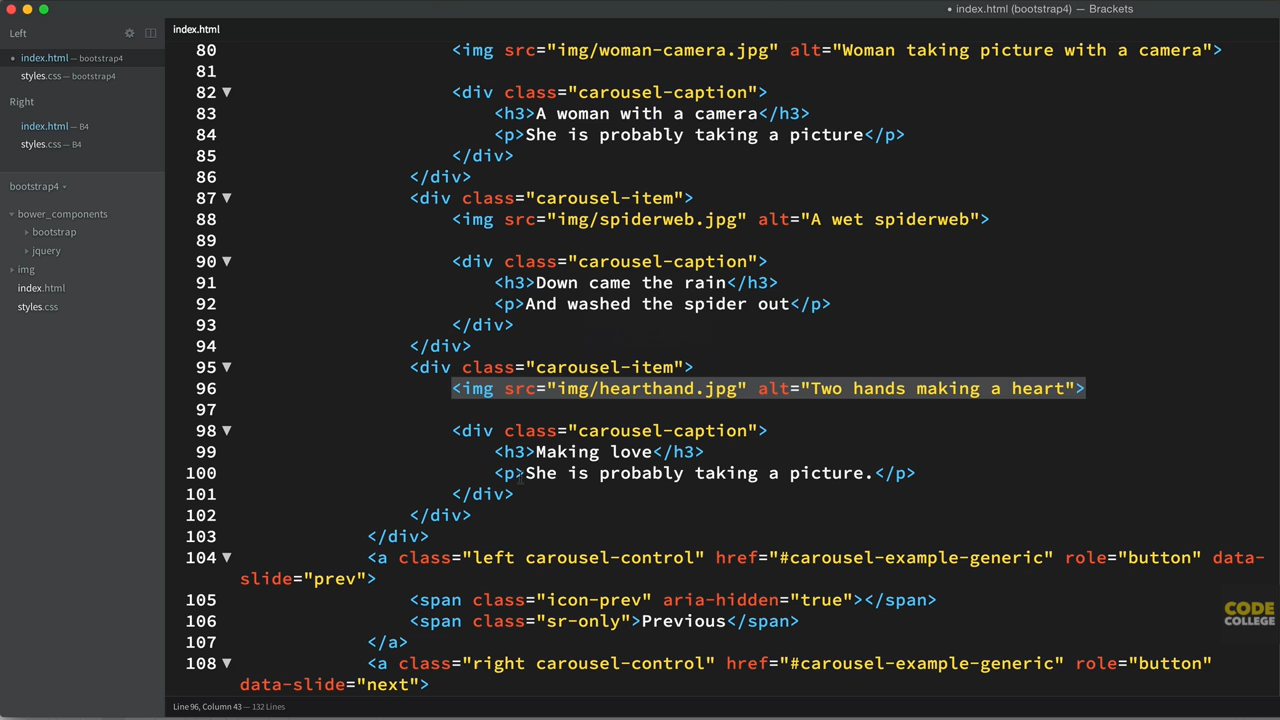 • index.html (bootstrap4) — Brackets
Left
index.html
• index.html — bootstrap4
styles.css — bootstrap4
Right
index.html — B4
styles.css — B4
bootstrap4
bower_components
bootstrap
jquery
img
index.html
styles.css
80 <img src="img/woman-camera.jpg" alt="Woman taking picture with a camera">
81
82 <div class="carousel-caption">
83 <h3>A woman with a camera</h3>
84 <p>She is probably taking a picture</p>
85 </div>
86 </div>
87 <div class="carousel-item">
88 <img src="img/spiderweb.jpg" alt="A wet spiderweb">
89
90 <div class="carousel-caption">
91 <h3>Down came the rain</h3>
92 <p>And washed the spider out</p>
93 </div>
94 </div>
95 <div class="carousel-item">
96 <img src="img/hearthand.jpg" alt="Two hands making a heart">
97
98 <div class="carousel-caption">
99 <h3>Making love</h3>
100 <p>She is probably taking a picture.</p>
101 </div>
102 </div>
103 </div>
104 <a class="left carousel-control" href="#carousel-example-generic" role="button" data-
slide="prev">
105 <span class="icon-prev" aria-hidden="true"></span>
106 <span class="sr-only">Previous</span>
107 </a>
108 <a class="right carousel-control" href="#carousel-example-generic" role="button"
data-slide="next">
CODE
COLLEGE
Line 96, Column 43 — 132 Lines